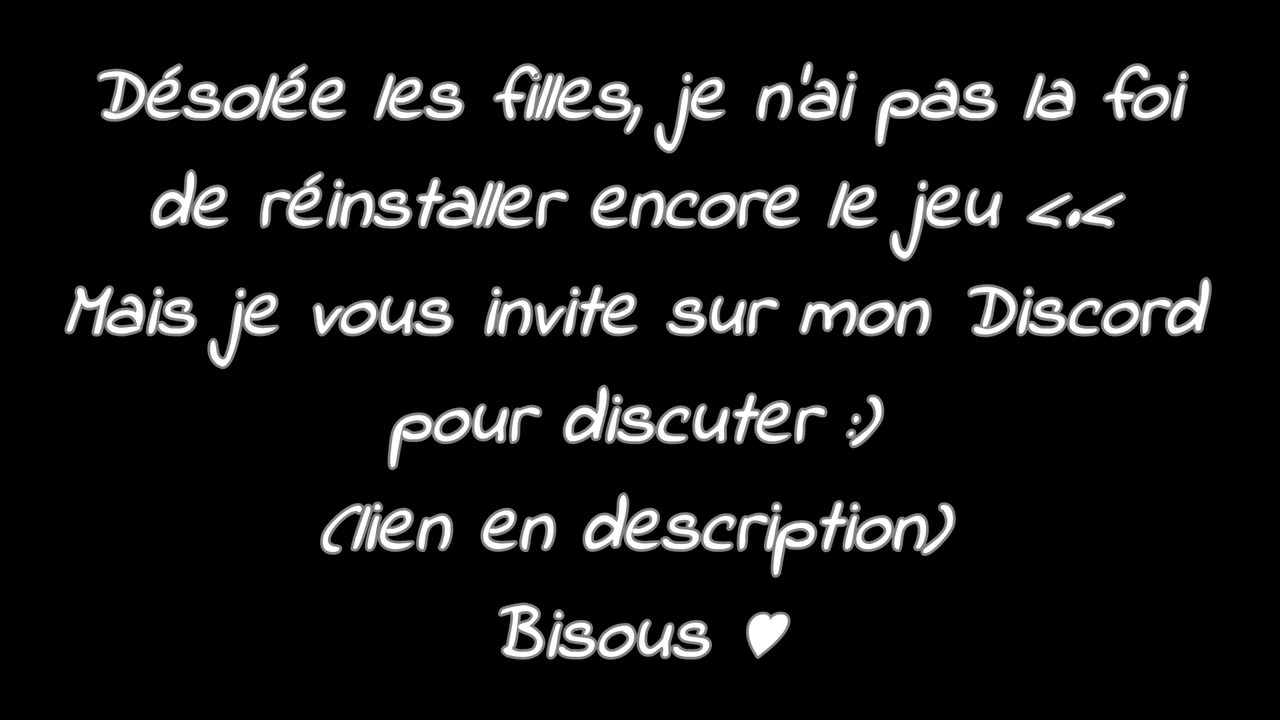 Désolée les filles, je n'ai pas la foi
de réinstaller encore le jeu <.<
Mais je vous invite sur mon Discord
pour discuter :)
(lien en description)
Bisous ♥